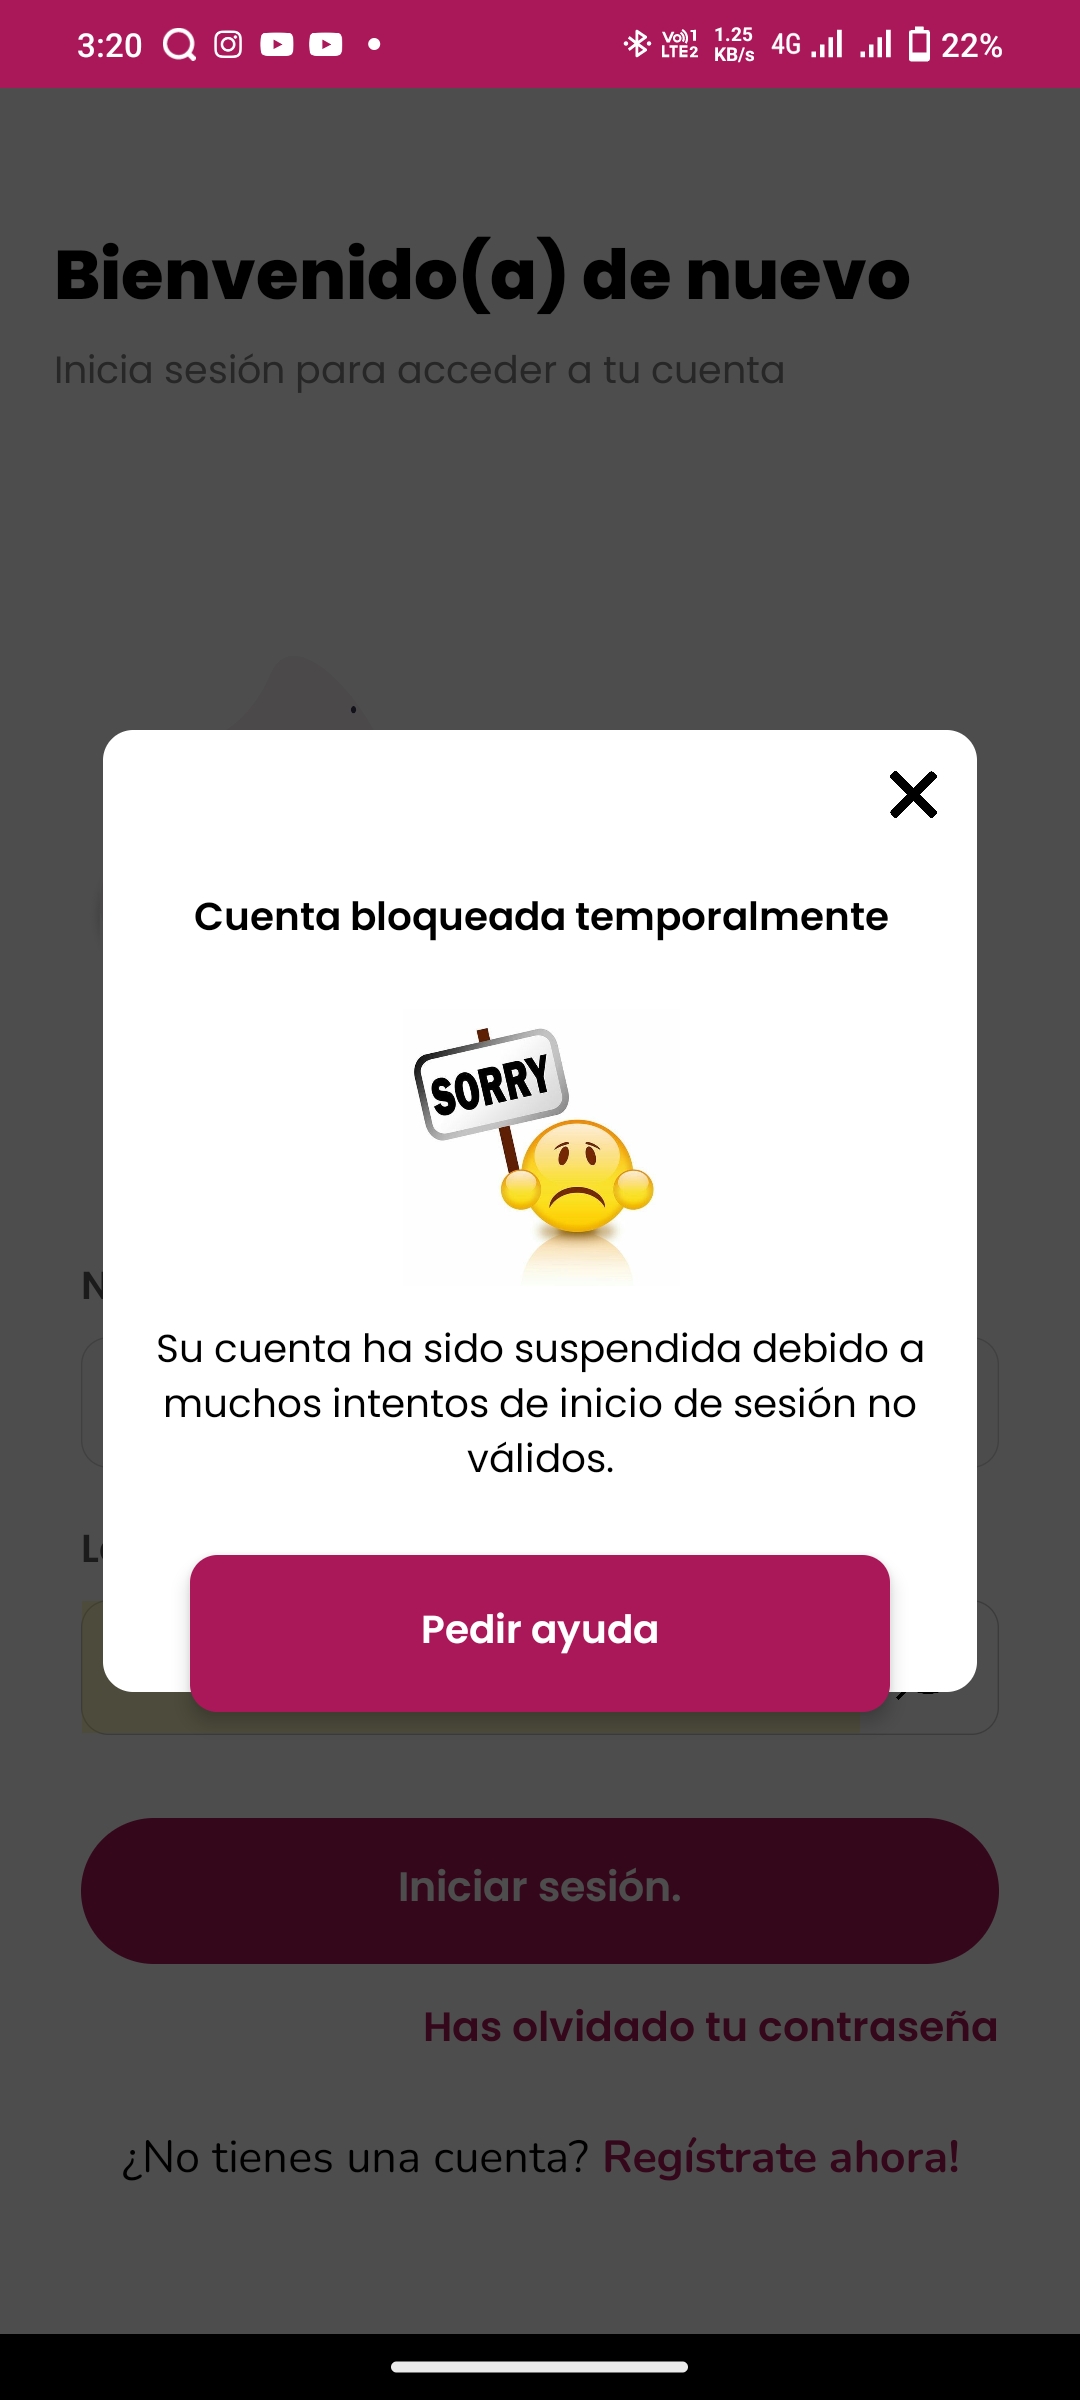 3:20
Vo))1
LTE2
1.25
KB/s
4G
22%
Bienvenido(a) de nuevo
Inicia sesión para acceder a tu cuenta
Cuenta bloqueada temporalmente
SORRY
Su cuenta ha sido suspendida debido a
muchos intentos de inicio de sesión no
válidos.
Pedir ayuda
Iniciar sesión.
Has olvidado tu contraseña
¿No tienes una cuenta? Regístrate ahora!